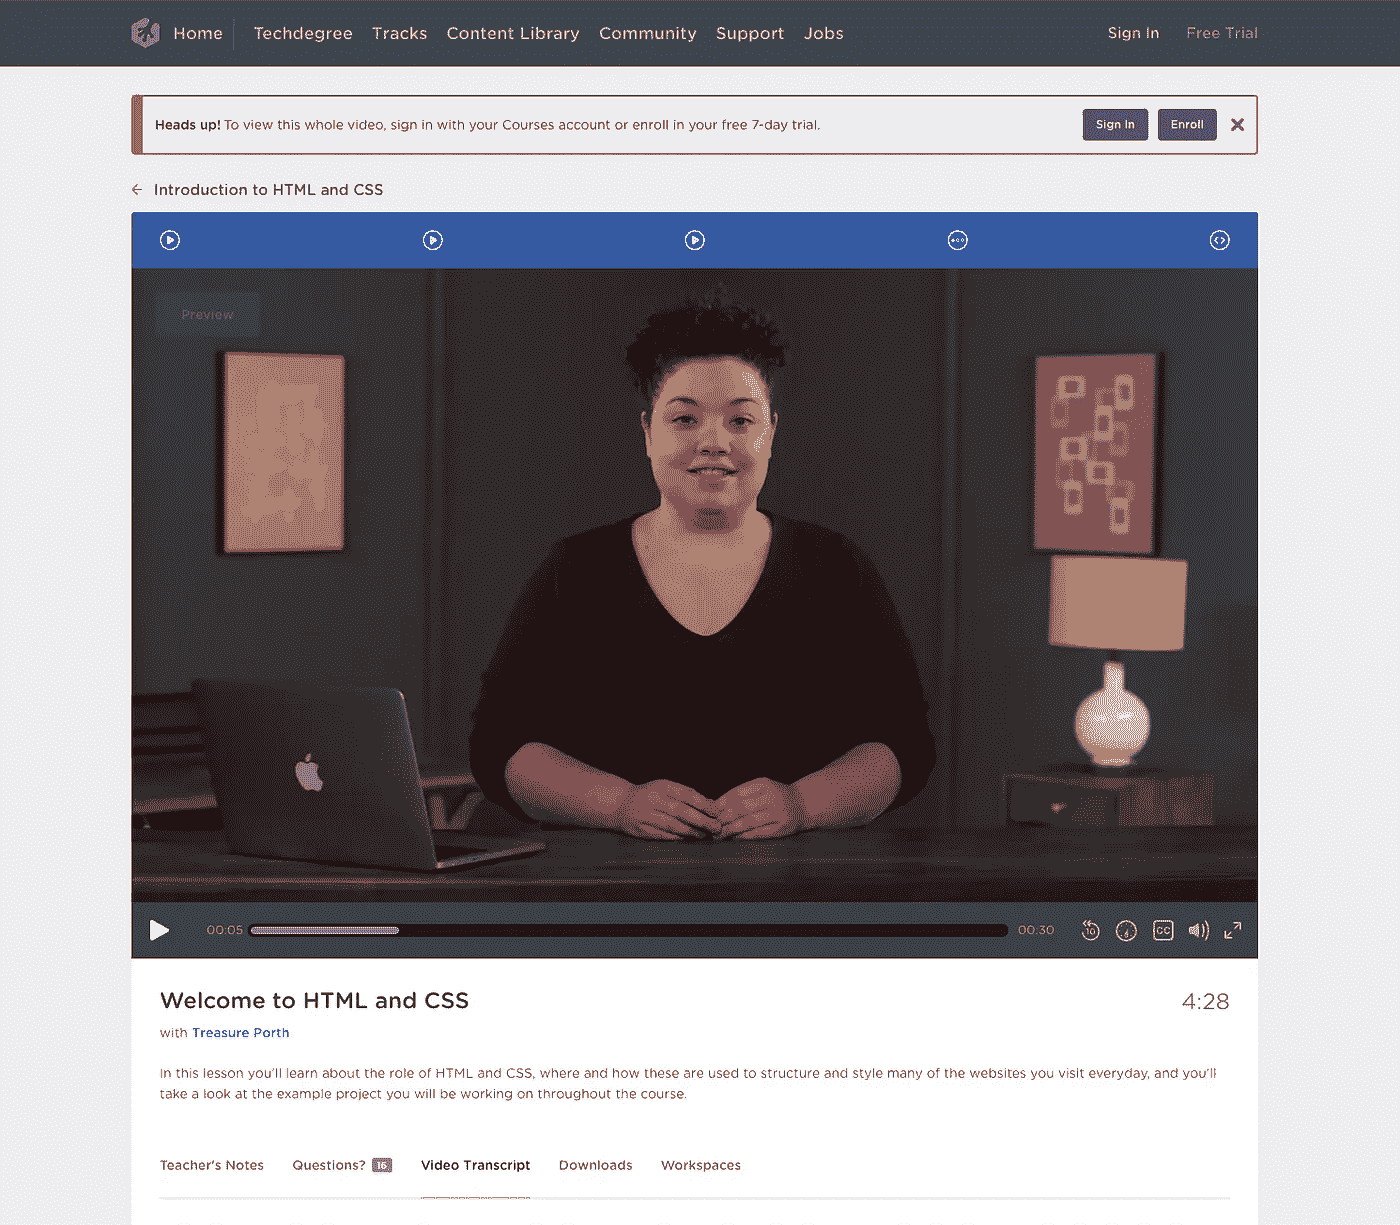 Home Techdegree Tracks Content Library Community Support Jobs Sign In Free Trial
Heads up! To view this whole video, sign in with your Courses account or enroll in your free 7-day trial. Sign In Enroll
Introduction to HTML and CSS
Preview
00:05 00:30 10 CC
Welcome to HTML and CSS 4:28
with Treasure Porth
In this lesson you'll learn about the role of HTML and CSS, where and how these are used to structure and style many of the websites you visit everyday, and you'll
take a look at the example project you will be working on throughout the course.
Teacher's Notes Questions? 16 Video Transcript Downloads Workspaces